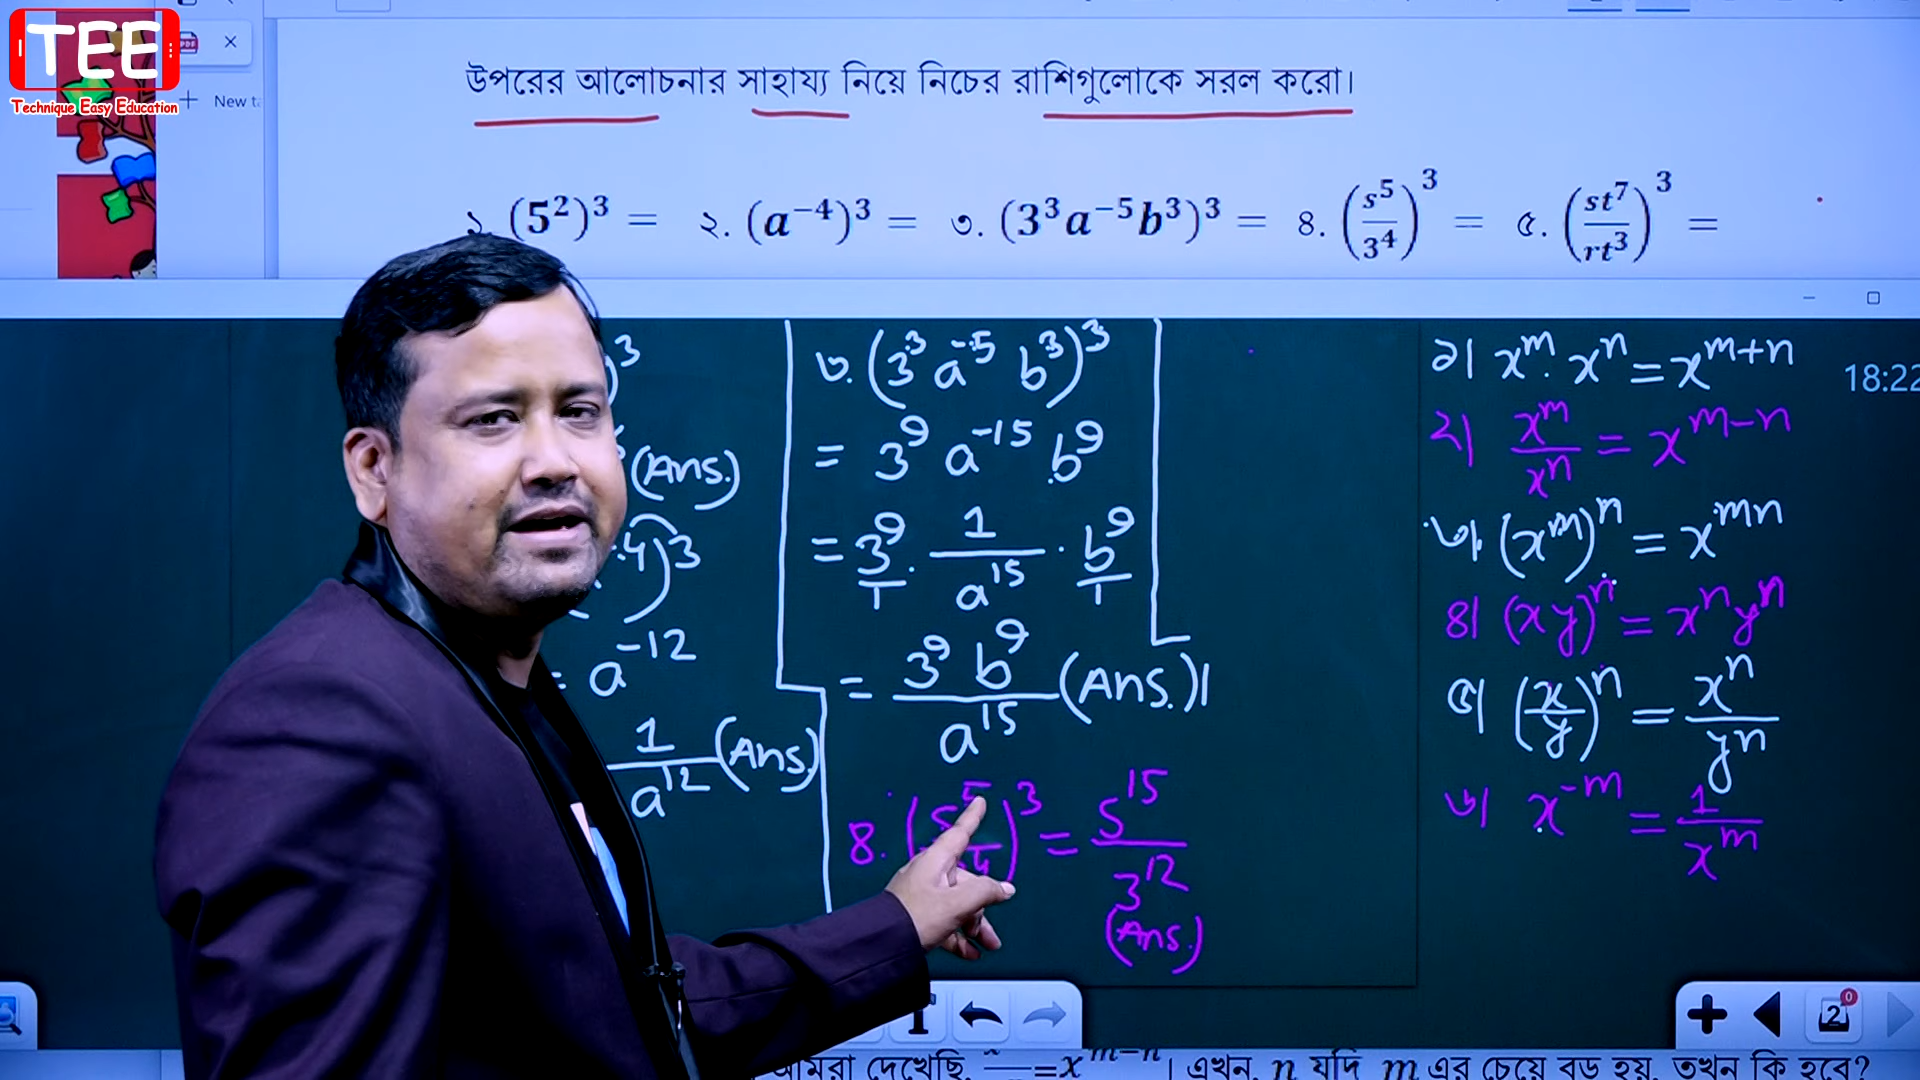 TEE
Technique Easy Education
New t
উপরের আলোচনার সাহায্য নিয়ে নিচের রাশিগুলোকে সরল করো।
১. (5²)³ = ২. (a⁻⁴)³ = ৩. (3³a⁻⁵b³)³ = ৪. (s⁵/3⁴)³ = ৫. (st⁷/rt³)³ =
)³
(Ans.)
4)³
= a⁻¹²
1/a¹² (Ans.)
৩. (3³ a⁻⁵ b³)³
= 3⁹ a⁻¹⁵ b⁹
= 3⁹/1 · 1/a¹⁵ · b⁹/1
= 3⁹ b⁹/a¹⁵ (Ans.)।
৪. (s⁵/3⁴)³ = s¹⁵/3¹²
(Ans.)
১। xᵐ · xⁿ = xᵐ⁺ⁿ
২। xᵐ/xⁿ = xᵐ⁻ⁿ
৩। (xᵐ)ⁿ = xᵐⁿ
৪। (xy)ⁿ = xⁿyⁿ
৫। (x/y)ⁿ = xⁿ/yⁿ
৬। x⁻ᵐ = 1/xᵐ
18:22
2
0
আমরা দেখেছি, =xᵐ⁻ⁿ । এখন, n যদি m এর চেয়ে বড় হয়, তখন কি হবে?